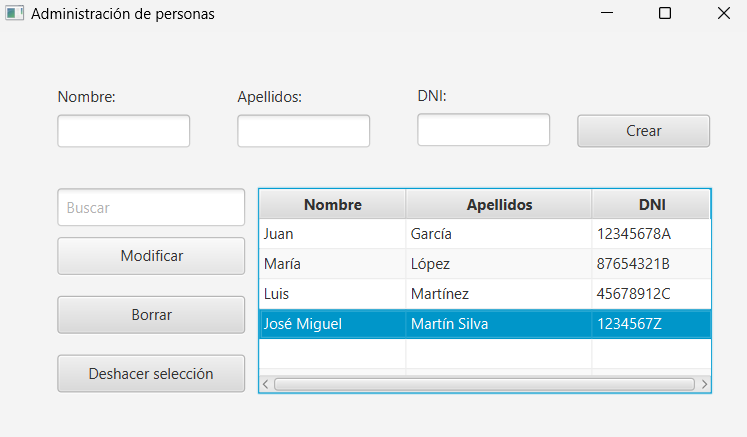 Administración de personas
Nombre: Apellidos: DNI:
Crear
Buscar
Modificar
Borrar
Deshacer selección
Nombre Apellidos DNI
Juan García 12345678A
María López 87654321B
Luis Martínez 45678912C
José Miguel Martín Silva 1234567Z